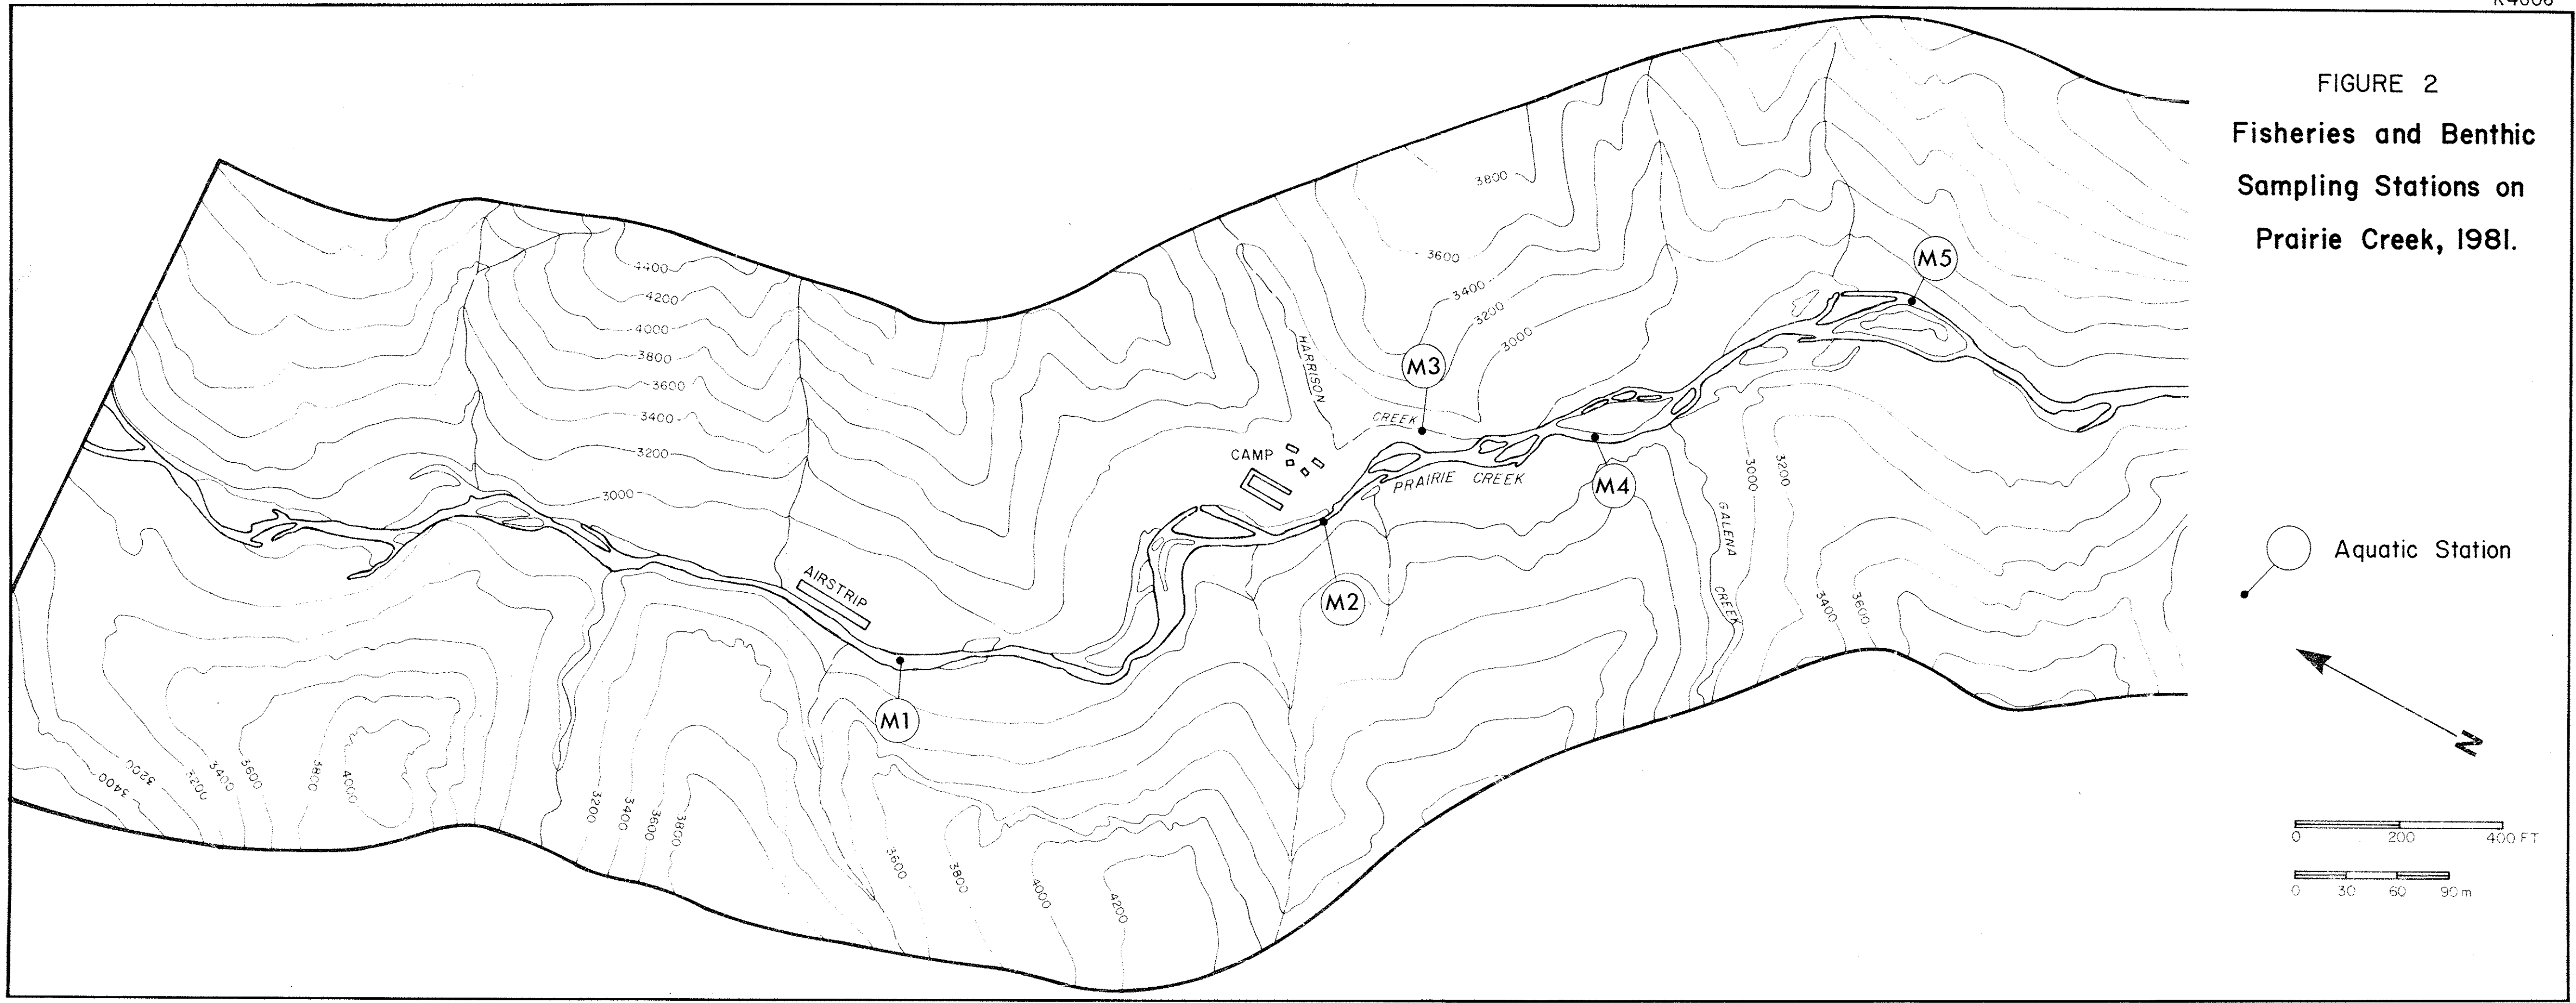 FIGURE 2
Fisheries and Benthic
Sampling Stations on
Prairie Creek, 1981.
4400
4200
4000
3800
3600
3400
3200
3000
3800
3600
3400
3200
3000
HARRISON
CREEK
M5
M3
CAMP
PRAIRIE CREEK
M4
M2
AIRSTRIP
M1
GALENA
CREEK
3000
3200
3400
3600
3400
3200
3200
3400
3600
3800
4000
3200
3400
3600
3800
3600
3800
4000
4200
Aquatic Station
N
0 200 400 FT
0 30 60 90 m